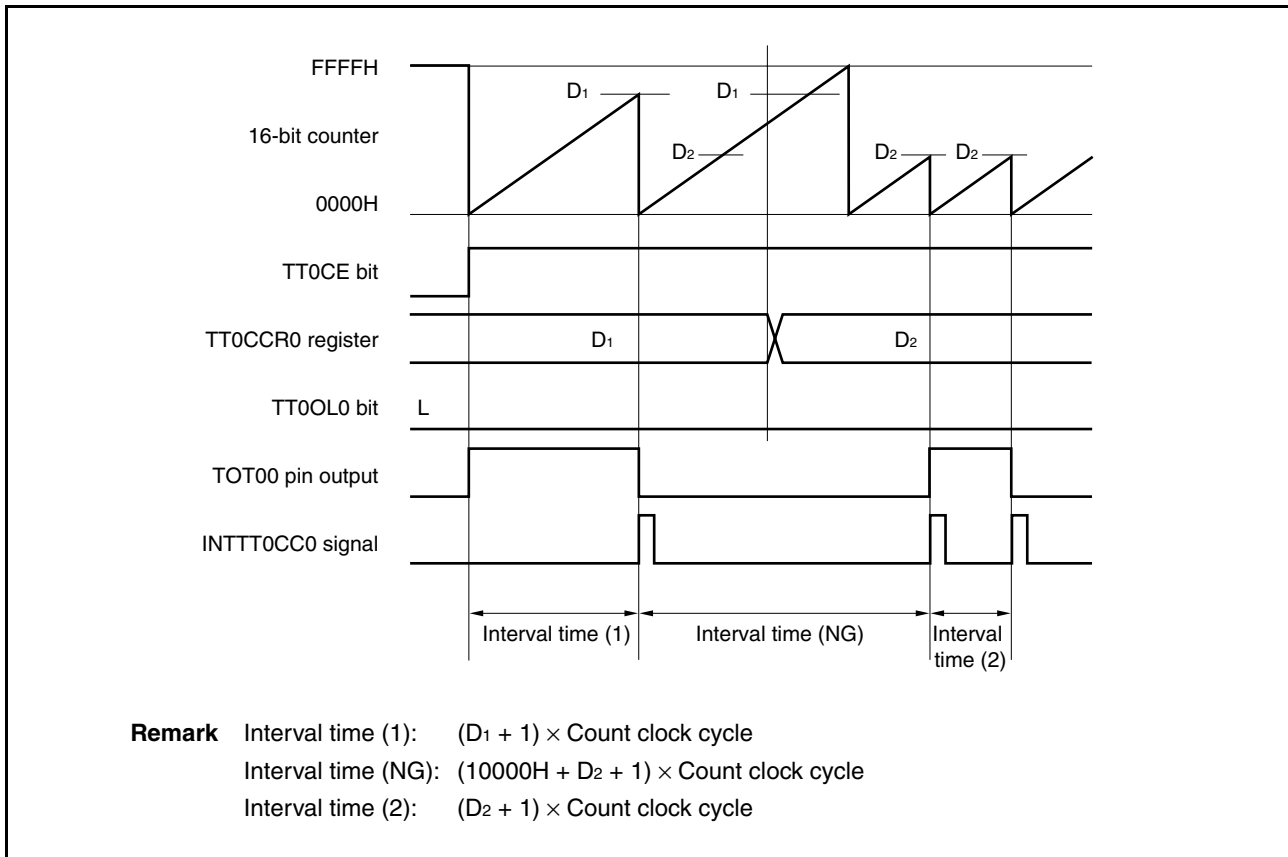 FFFFH
D1
D1
16-bit counter
D2
D2
D2
0000H
TT0CE bit
TT0CCR0 register
D1
D2
TT0OL0 bit
L
TOT00 pin output
INTTT0CC0 signal
Interval time (1)
Interval time (NG)
Interval
time (2)
Remark Interval time (1): (D1 + 1) × Count clock cycle
Interval time (NG): (10000H + D2 + 1) × Count clock cycle
Interval time (2): (D2 + 1) × Count clock cycle